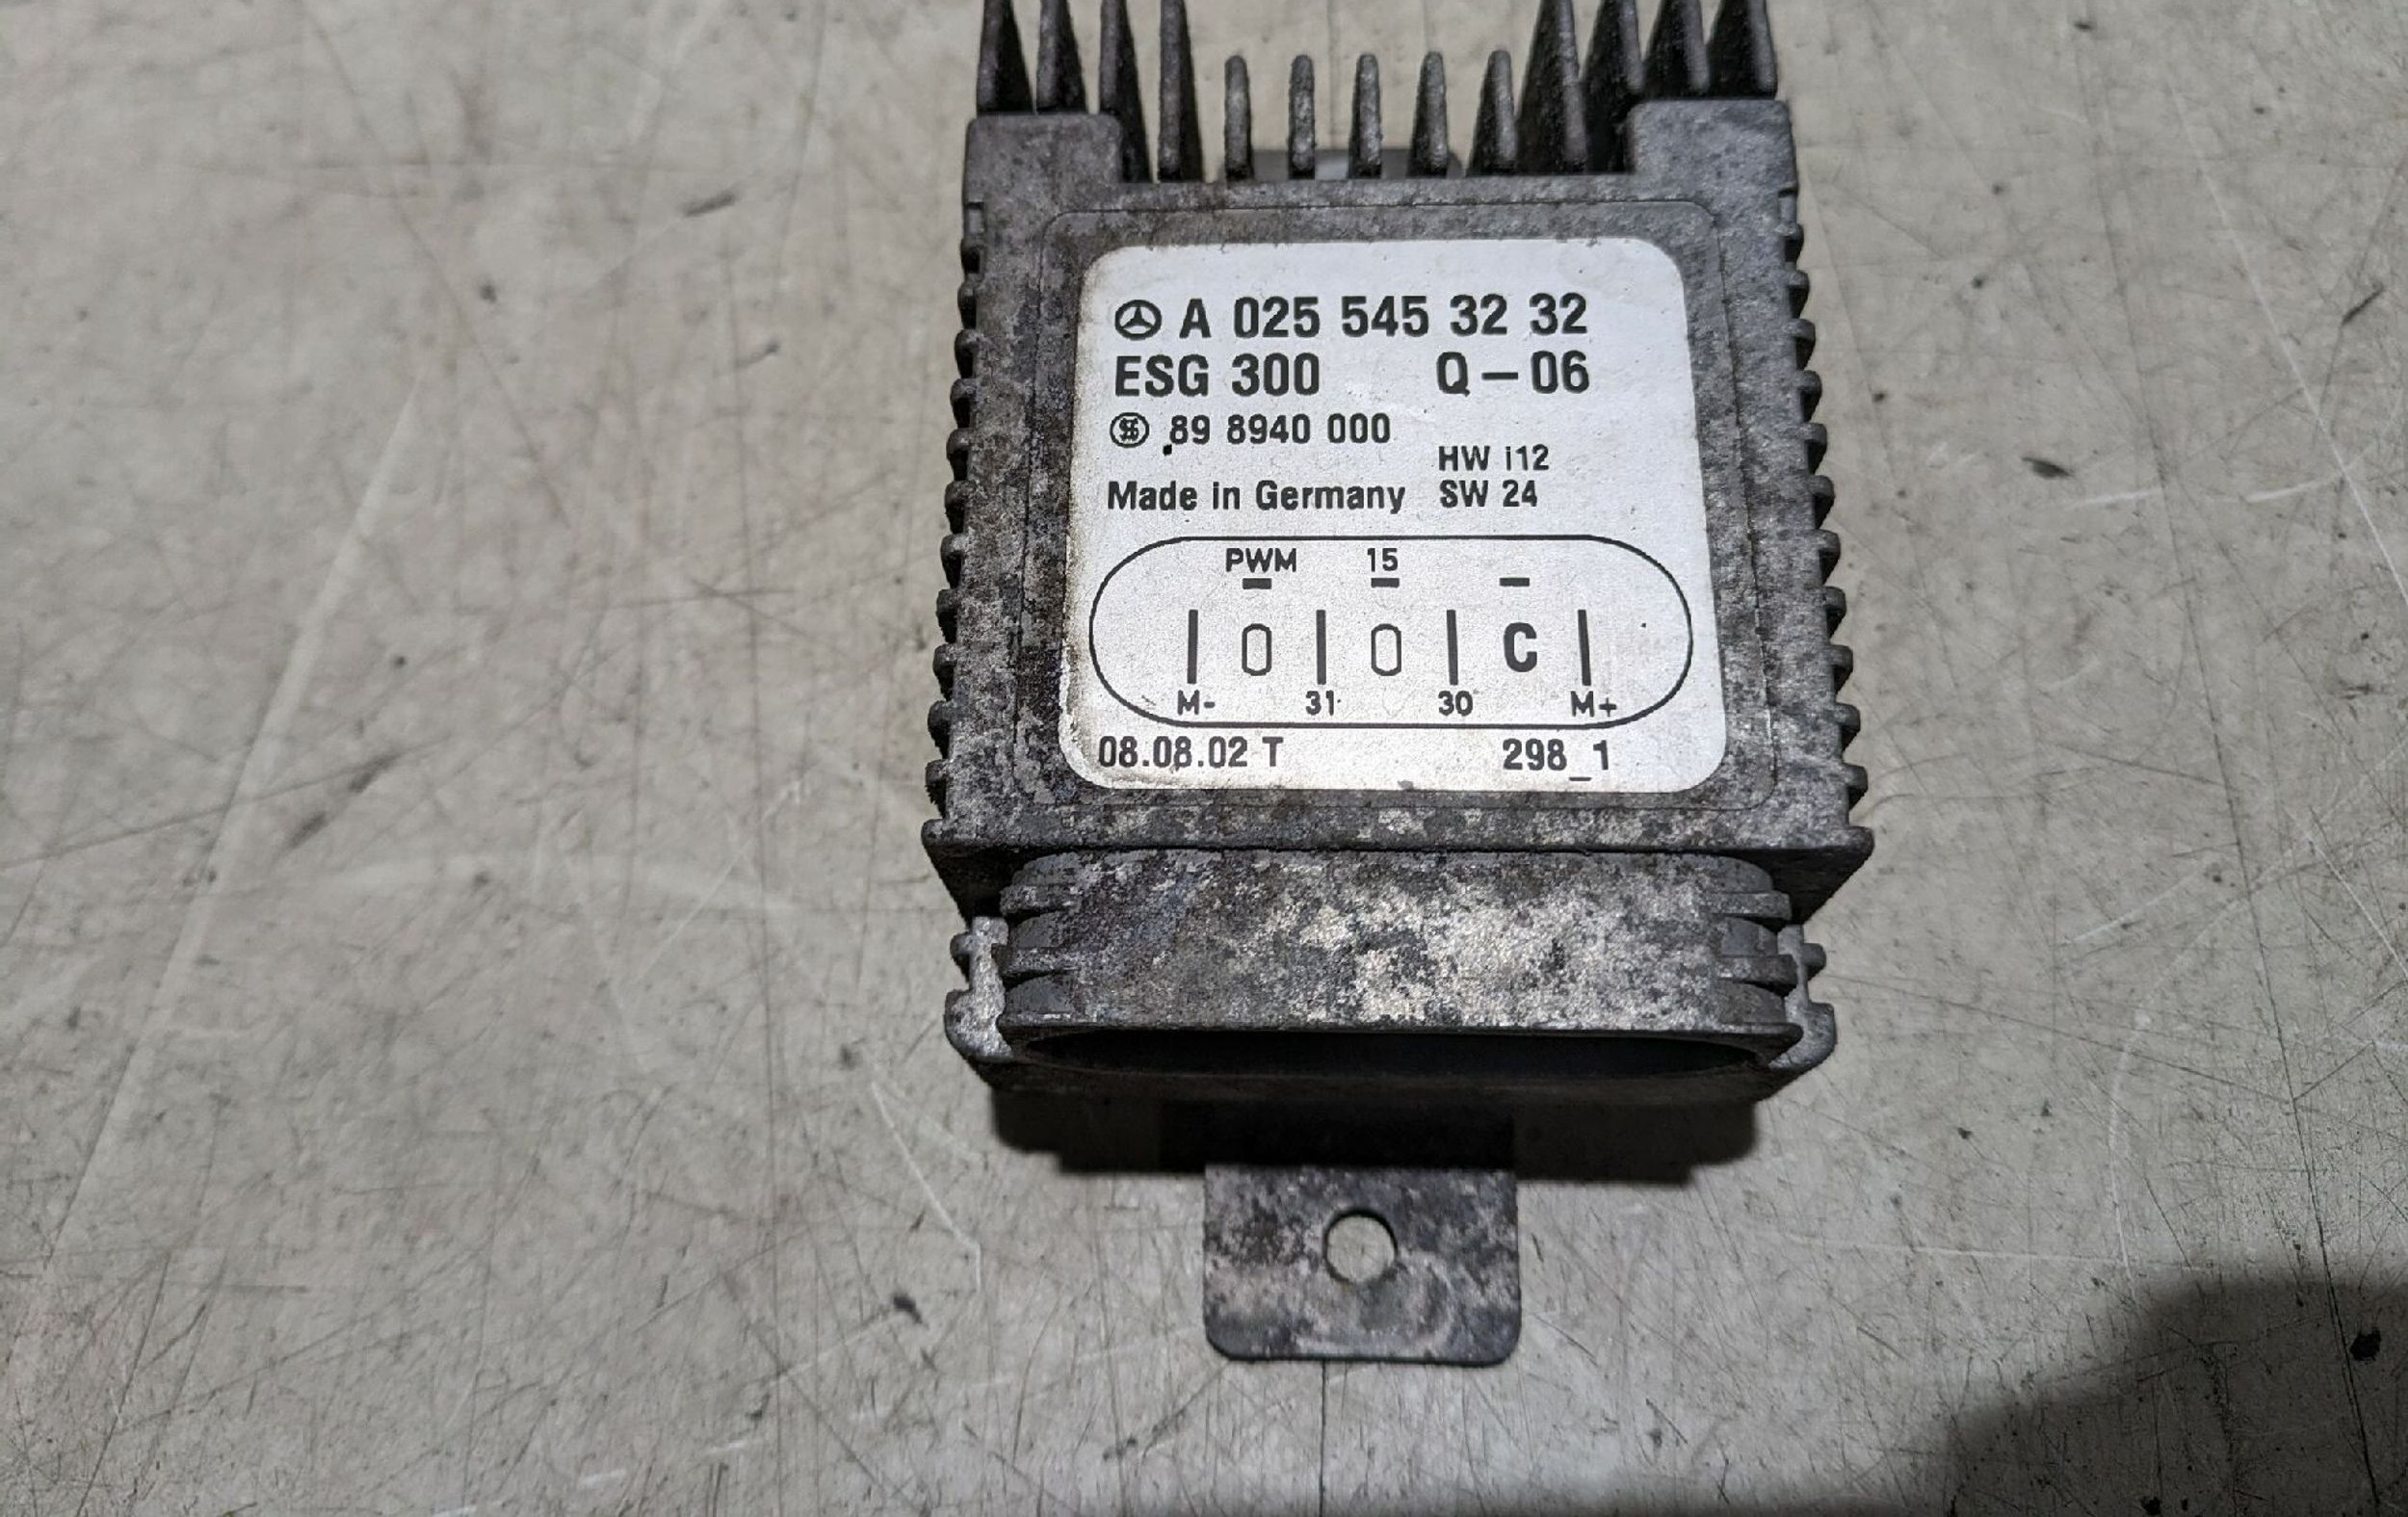 A 025 545 32 32
ESG 300 Q-06
89 8940 000
HW i12
Made in Germany SW 24
PWM 15
C
M- 31 30 M+
08.08.02 T 298_1